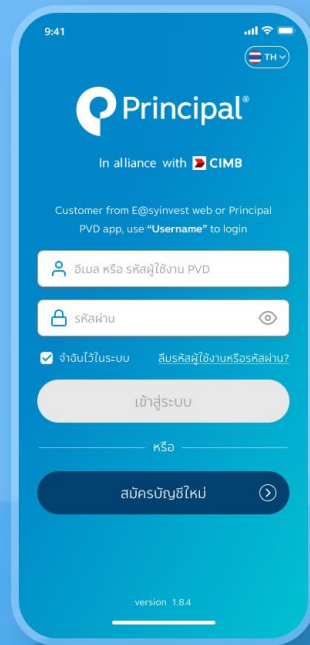 9:41
TH
Principal®
In alliance with CIMB
Customer from E@syinvest web or Principal
PVD app, use “Username” to login
อีเมล หรือ รหัสผู้ใช้งาน PVD
รหัสผ่าน
จำฉันไว้ในระบบ ลืมรหัสผู้ใช้งานหรือรหัสผ่าน?
เข้าสู่ระบบ
หรือ
สมัครบัญชีใหม่
version 1.8.4